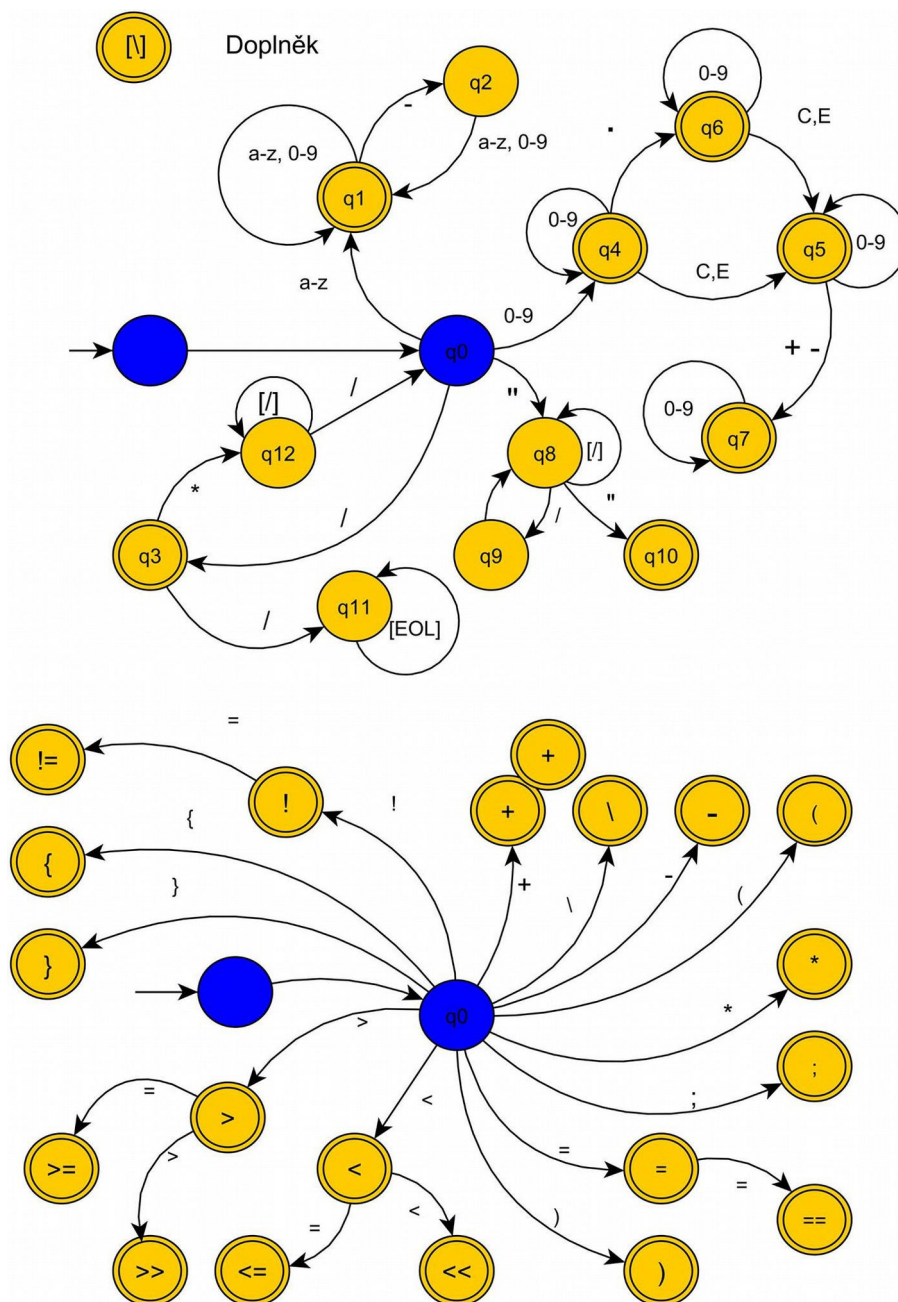 [\] Doplněk
q2
-
a-z, 0-9
a-z, 0-9
q1
a-z
0-9
.
q6
C,E
0-9
q4
C,E
q5
0-9
0-9
+ -
0-9
q7
q0
"
q8
[/]
/
"
q9
q10
[/]
/
q12
*
/
q3
/
q11
[EOL]
=
!=
!
!
{
{
}
}
+
+
+
\
\
-
-
(
(
q0
*
*
;
;
>
>
=
>=
>
>>
<
<
=
<=
<
<<
=
=
=
==
)
)